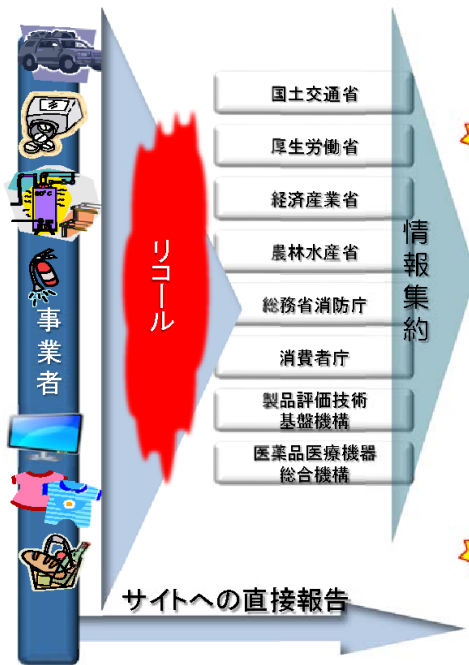 事業者
リコール
国土交通省
厚生労働省
経済産業省
農林水産省
総務省消防庁
消費者庁
製品評価技術
基盤機構
医薬品医療機器
総合機構
情報集約
サイトへの直接報告